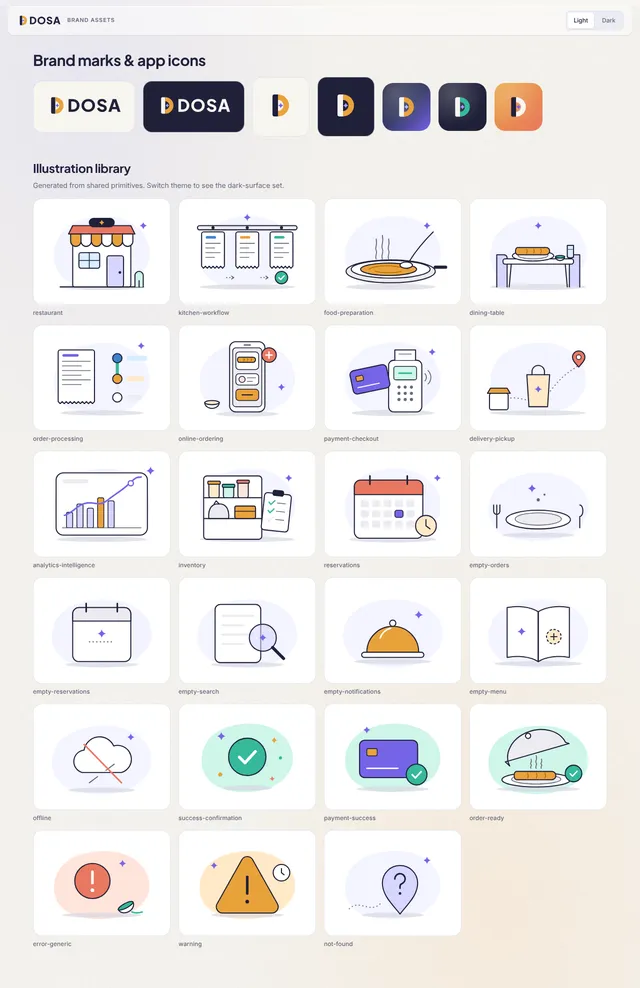 DOSA BRAND ASSETS Light Dark
Brand marks & app icons
DOSA DOSA
Illustration library
Generated from shared primitives. Switch theme to see the dark-surface set.
restaurant kitchen-workflow food-preparation dining-table
order-processing online-ordering payment-checkout delivery-pickup
analytics-intelligence inventory reservations empty-orders
empty-reservations empty-search empty-notifications empty-menu
offline success-confirmation payment-success order-ready
! !  ?
error-generic warning not-found